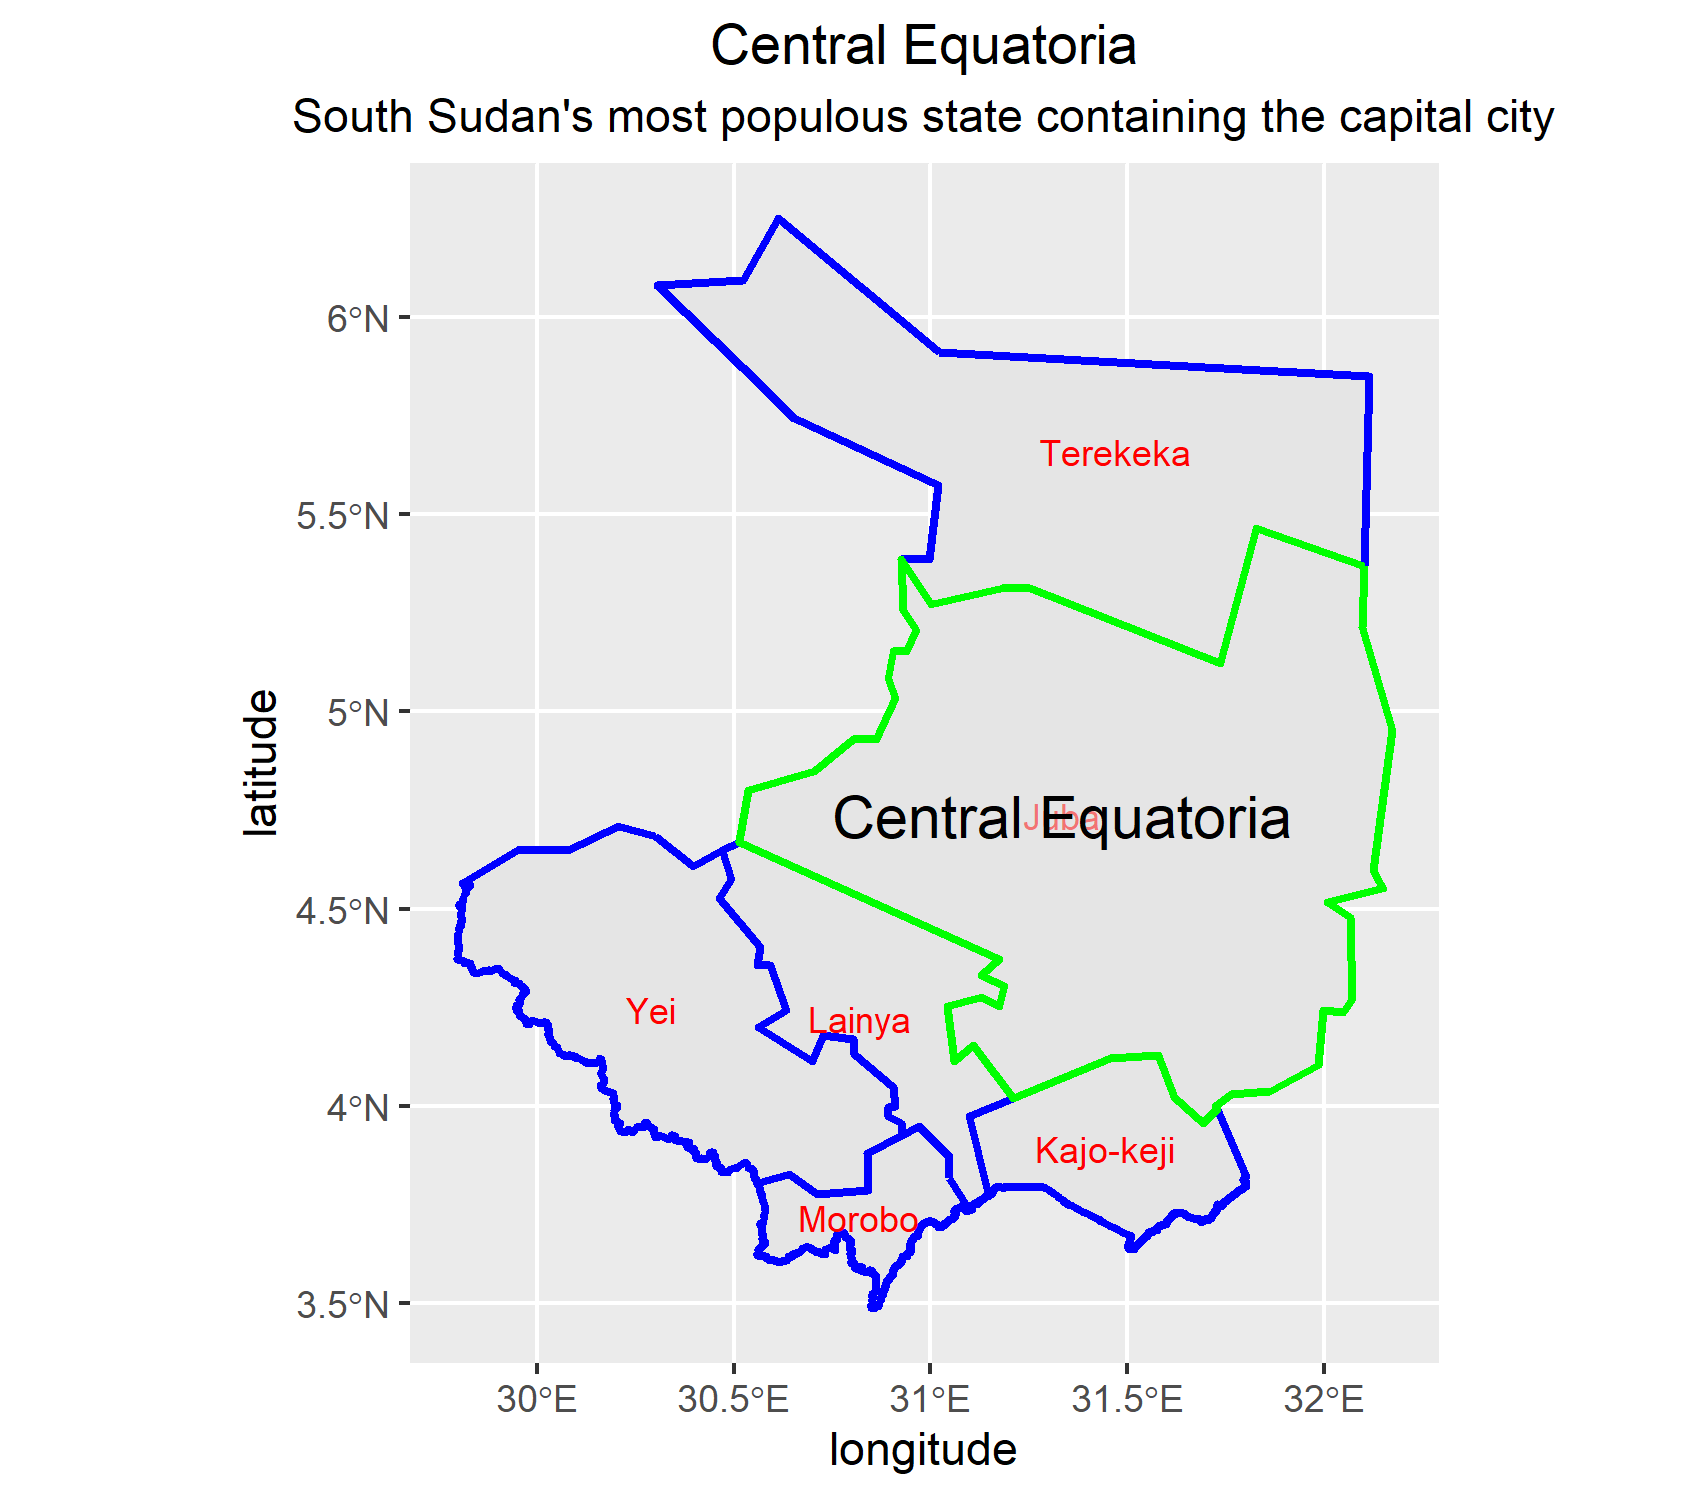 Central Equatoria
South Sudan's most populous state containing the capital city
6°N
Terekeka
5.5°N
5°N
latitude
Central Equatoria
Juba
4.5°N
Yei
Lainya
4°N
Kajo-keji
Morobo
3.5°N
30°E 30.5°E 31°E 31.5°E 32°E
longitude